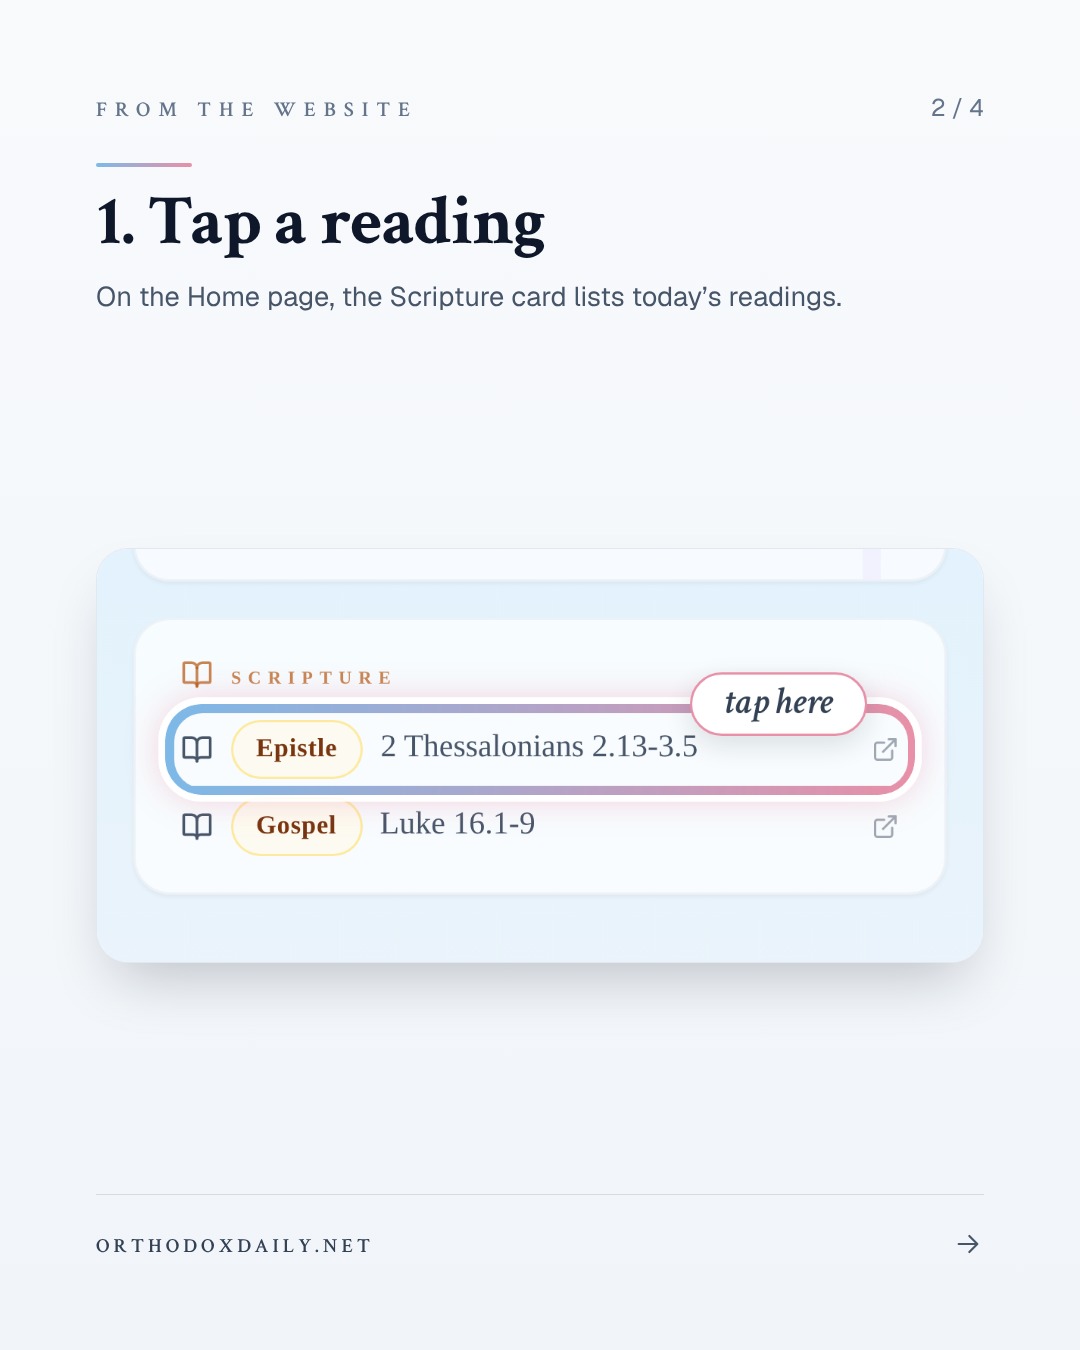 FROM THE WEBSITE
2 / 4
1. Tap a reading
On the Home page, the Scripture card lists today’s readings.
SCRIPTURE
tap here
Epistle 2 Thessalonians 2.13-3.5
Gospel Luke 16.1-9
ORTHODOXDAILY.NET